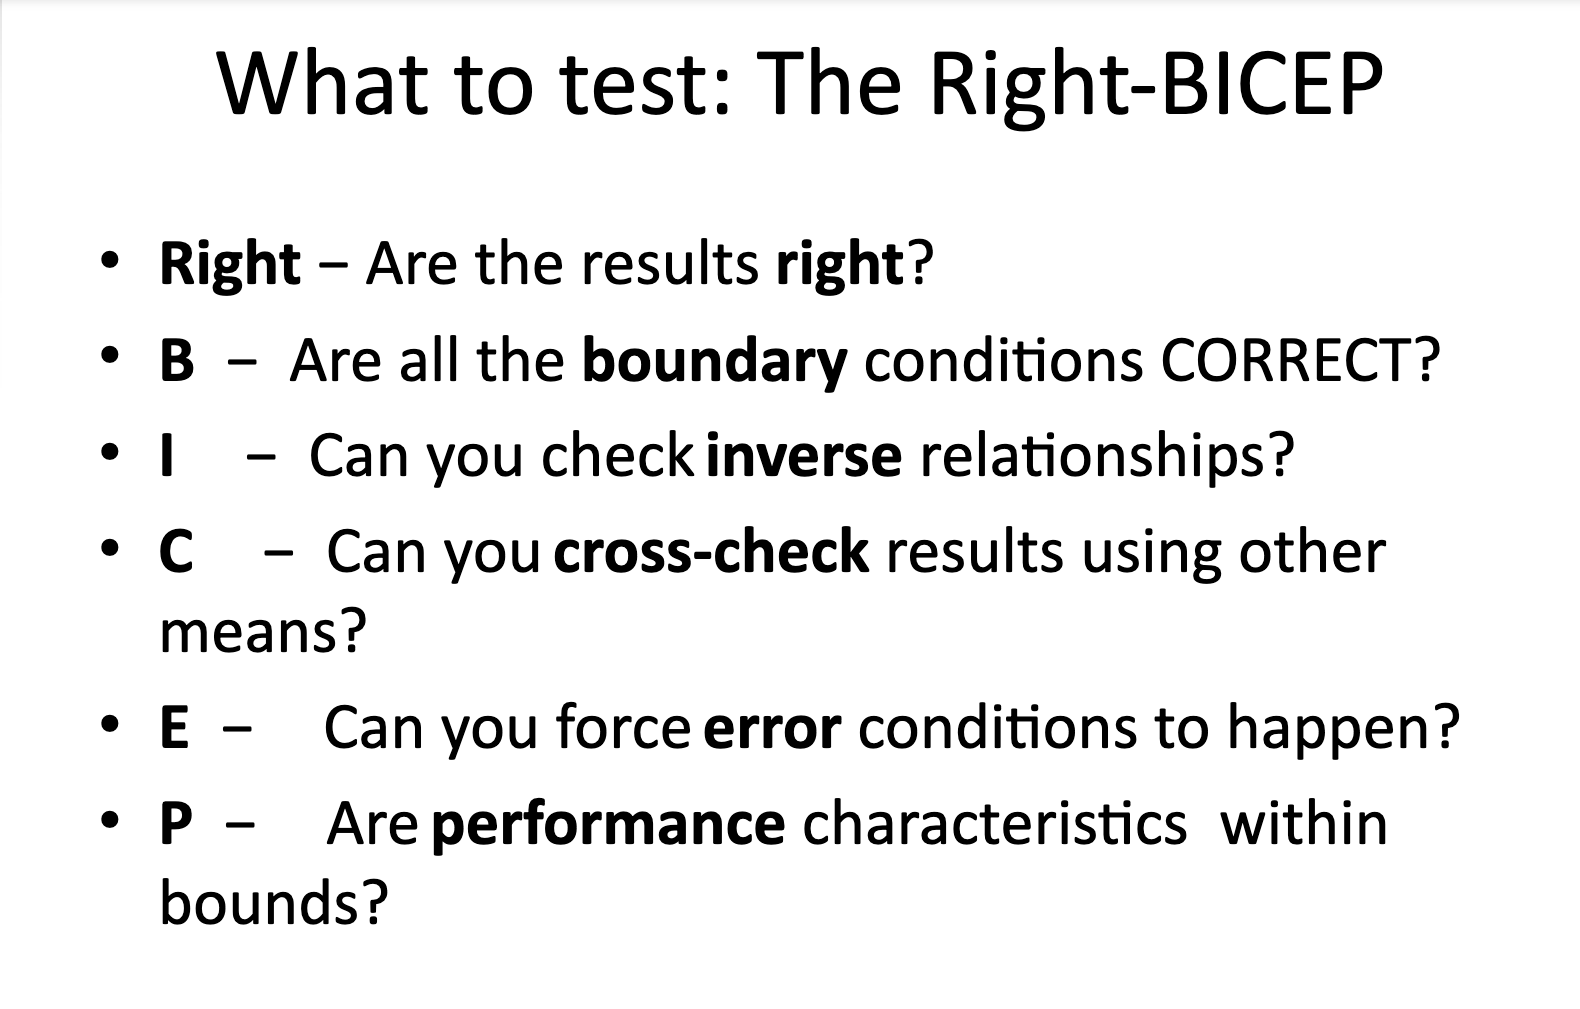 What to test: The Right-BICEP
• Right – Are the results right?
• B – Are all the boundary conditions CORRECT?
• I – Can you check inverse relationships?
• C – Can you cross-check results using other
means?
• E – Can you force error conditions to happen?
• P – Are performance characteristics within
bounds?